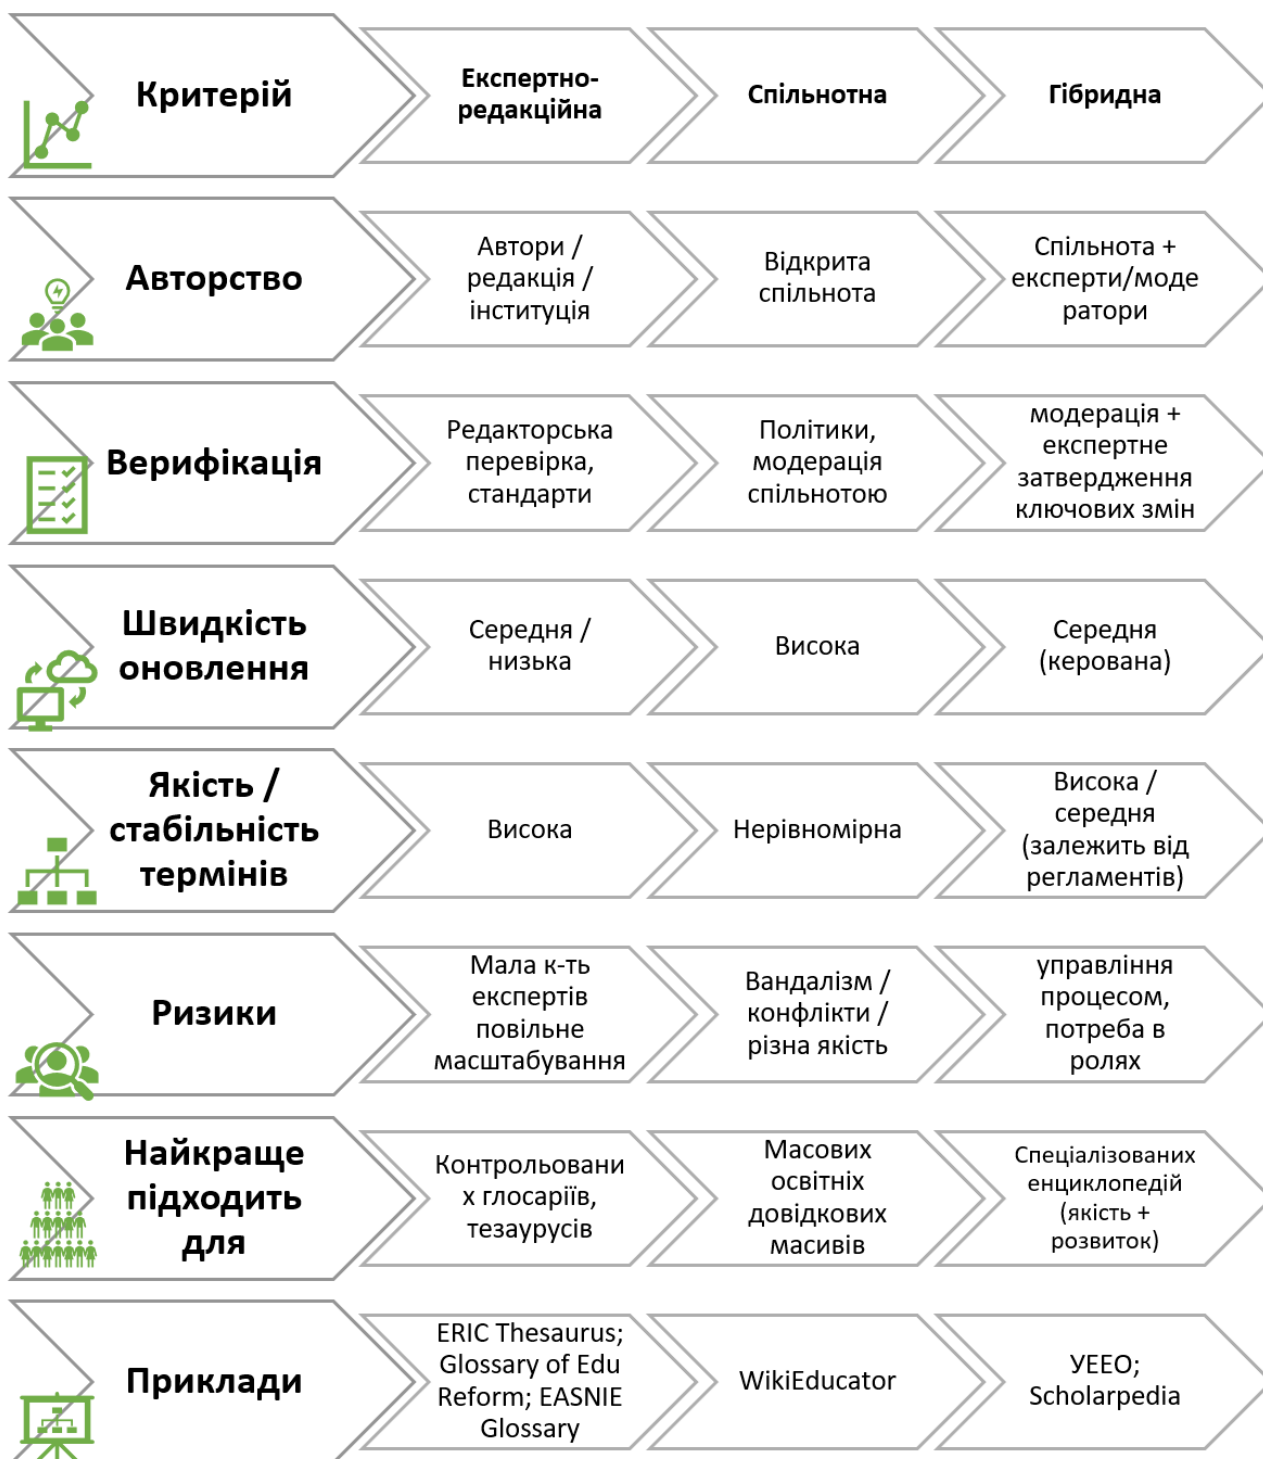 Критерій
Експертно-
редакційна
Спільнотна
Гібридна
Авторство
Автори /
редакція /
інституція
Відкрита
спільнота
Спільнота +
експерти/моде
ратори
Верифікація
Редакторська
перевірка,
стандарти
Політики,
модерація
спільнотою
модерація +
експертне
затвердження
ключових змін
Швидкість
оновлення
Середня /
низька
Висока
Середня
(керована)
Якість /
стабільність
термінів
Висока
Нерівномірна
Висока /
середня
(залежить від
регламентів)
Ризики
Мала к-ть
експертів
повільне
масштабування
Вандалізм /
конфлікти /
різна якість
управління
процесом,
потреба в
ролях
Найкраще
підходить
для
Контрольовани
х глосаріїв,
тезаурусів
Масових
освітніх
довідкових
масивів
Спеціалізованих
енциклопедій
(якість +
розвиток)
Приклади
ERIC Thesaurus;
Glossary of Edu
Reform; EASNIE
Glossary
WikiEducator
УЕЕО;
Scholarpedia